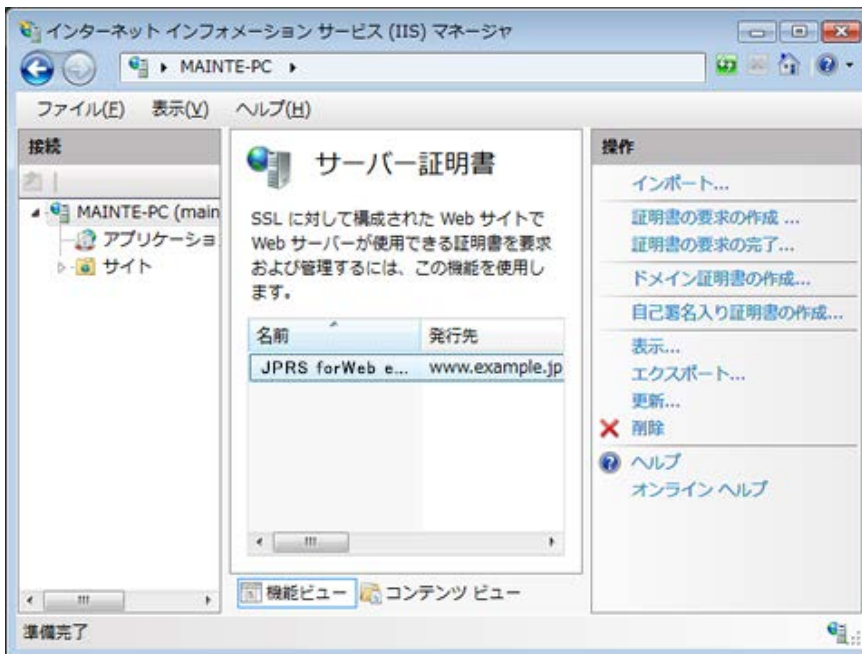 インターネット インフォメーション サービス (IIS) マネージャ
MAINTE-PC
ファイル(F) 表示(V) ヘルプ(H)
接続
MAINTE-PC (main
アプリケーショ
サイト
サーバー証明書
SSL に対して構成された Web サイトで
Web サーバーが使用できる証明書を要求
および管理するには、この機能を使用し
ます。
名前 発行先
JPRS forWeb e... www.example.jp
機能ビュー コンテンツ ビュー
操作
インポート...
証明書の要求の作成 ...
証明書の要求の完了...
ドメイン証明書の作成...
自己署名入り証明書の作成...
表示...
エクスポート...
更新...
削除
ヘルプ
オンライン ヘルプ
準備完了